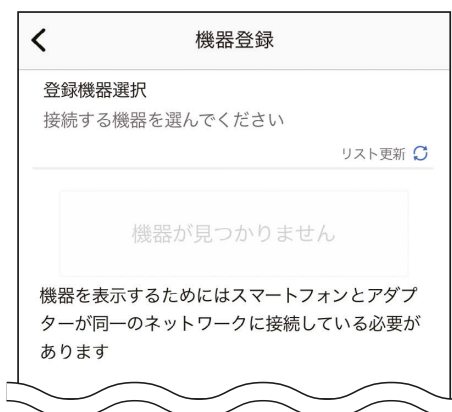 機器登録
登録機器選択
接続する機器を選んでください
リスト更新
機器が見つかりません
機器を表示するためにはスマートフォンとアダプ
ターが同一のネットワークに接続している必要が
あります